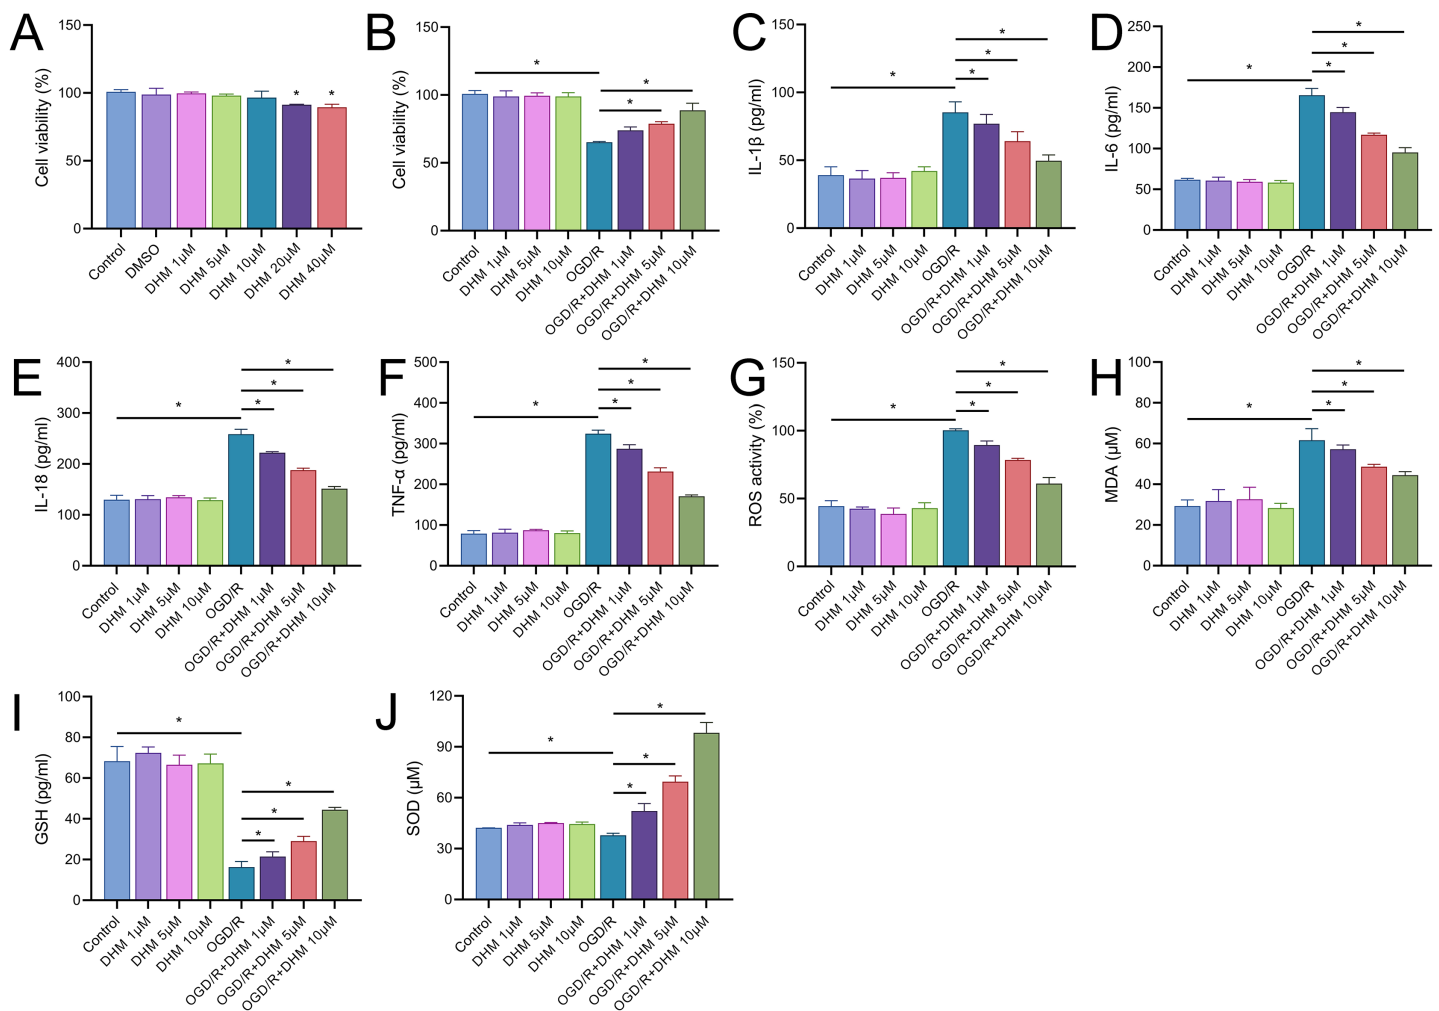 A
Cell viability (%)
150
100
50
0
* *
Control
DMSO
DHM 1μM
DHM 5μM
DHM 10μM
DHM 20μM
DHM 40μM
B
Cell viability (%)
150
100
50
0
*
*
*
Control
DHM 1μM
DHM 5μM
DHM 10μM
OGD/R
OGD/R+DHM 1μM
OGD/R+DHM 5μM
OGD/R+DHM 10μM
C
IL-1β (pg/ml)
150
100
50
0
*
*
*
*
Control
DHM 1μM
DHM 5μM
DHM 10μM
OGD/R
OGD/R+DHM 1μM
OGD/R+DHM 5μM
OGD/R+DHM 10μM
D
IL-6 (pg/ml)
250
200
150
100
50
0
*
*
*
*
Control
DHM 1μM
DHM 5μM
DHM 10μM
OGD/R
OGD/R+DHM 1μM
OGD/R+DHM 5μM
OGD/R+DHM 10μM
E
IL-18 (pg/ml)
400
300
200
100
0
*
*
*
*
Control
DHM 1μM
DHM 5μM
DHM 10μM
OGD/R
OGD/R+DHM 1μM
OGD/R+DHM 5μM
OGD/R+DHM 10μM
F
TNF-α (pg/ml)
500
400
300
200
100
0
*
*
*
*
Control
DHM 1μM
DHM 5μM
DHM 10μM
OGD/R
OGD/R+DHM 1μM
OGD/R+DHM 5μM
OGD/R+DHM 10μM
G
ROS activity (%)
150
100
50
0
*
*
*
*
Control
DHM 1μM
DHM 5μM
DHM 10μM
OGD/R
OGD/R+DHM 1μM
OGD/R+DHM 5μM
OGD/R+DHM 10μM
H
MDA (μM)
100
80
60
40
20
0
*
*
*
*
Control
DHM 1μM
DHM 5μM
DHM 10μM
OGD/R
OGD/R+DHM 1μM
OGD/R+DHM 5μM
OGD/R+DHM 10μM
I
GSH (pg/ml)
100
80
60
40
20
0
*
*
*
*
Control
DHM 1μM
DHM 5μM
DHM 10μM
OGD/R
OGD/R+DHM 1μM
OGD/R+DHM 5μM
OGD/R+DHM 10μM
J
SOD (μM)
120
90
60
30
0
*
*
*
*
Control
DHM 1μM
DHM 5μM
DHM 10μM
OGD/R
OGD/R+DHM 1μM
OGD/R+DHM 5μM
OGD/R+DHM 10μM